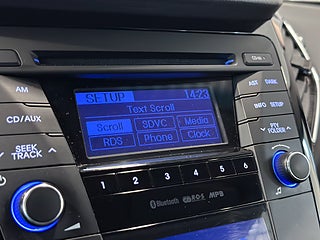 AM
CD/AUX
SEEK
TRACK
SETUP 14:23
Text Scroll
Scroll SDVC Media
RDS Phone Clock
AST DARK
INFO SETUP
PTY
FOLDER
1 2 3 4 5 6
Bluetooth RDS MP3